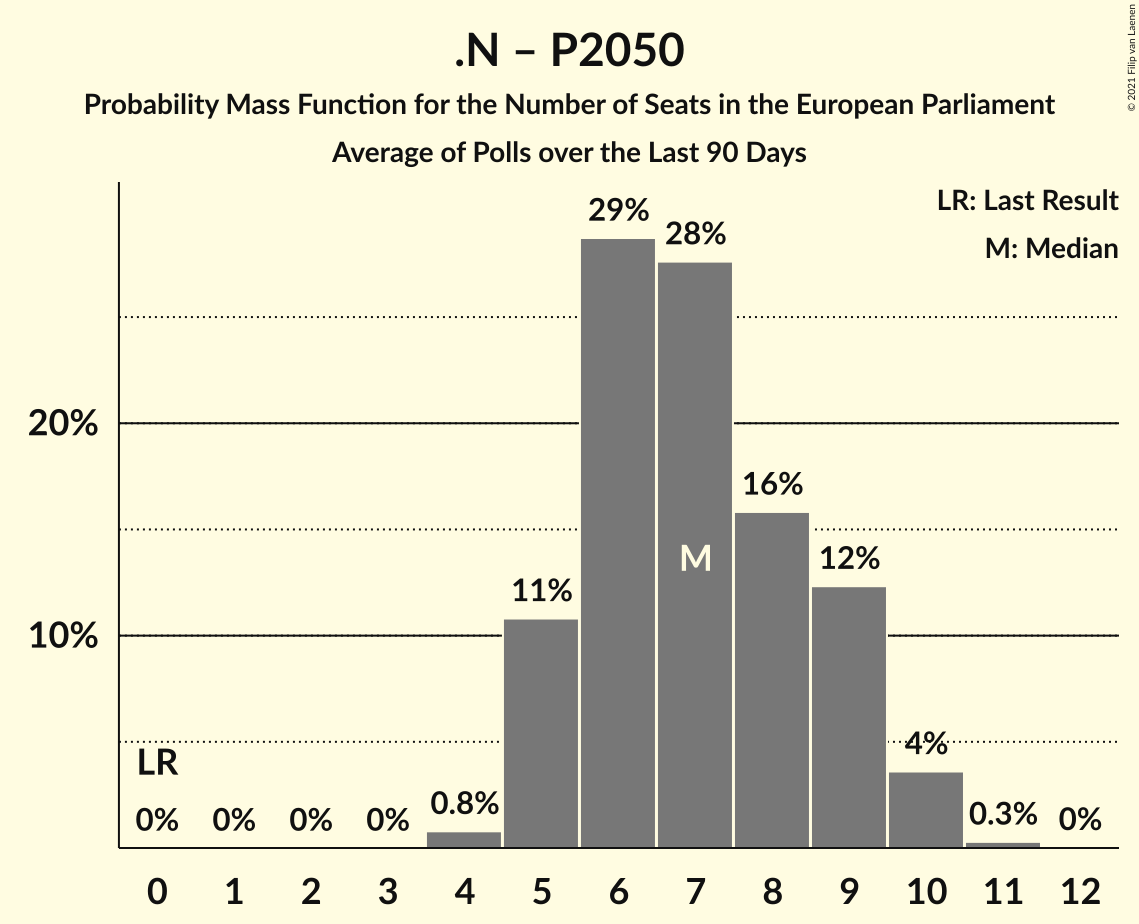 .N – P2050
Probability Mass Function for the Number of Seats in the European Parliament
Average of Polls over the Last 90 Days
© 2021 Filip van Laenen
LR: Last Result
M: Median
29%
28%
20%
16%
M
12%
11%
10%
LR
4%
0% 0% 0% 0% 0.8% 0.3% 0%
0 1 2 3 4 5 6 7 8 9 10 11 12